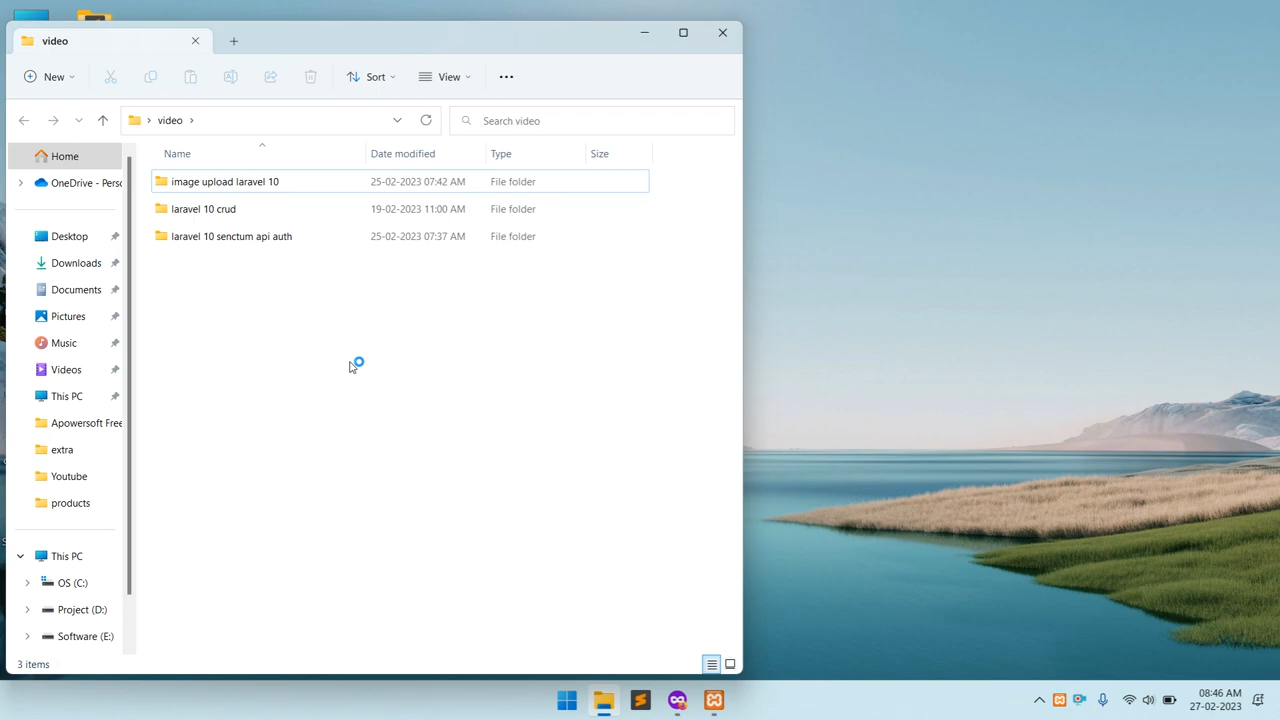 video
New
Sort
View
video
Search video
Name
Date modified
Type
Size
Home
OneDrive - Perso
Desktop
Downloads
Documents
Pictures
Music
Videos
This PC
Apowersoft Free
extra
Youtube
products
This PC
OS (C:)
Project (D:)
Software (E:)
image upload laravel 10 25-02-2023 07:42 AM File folder
laravel 10 crud 19-02-2023 11:00 AM File folder
laravel 10 senctum api auth 25-02-2023 07:37 AM File folder
3 items
08:46 AM
27-02-2023